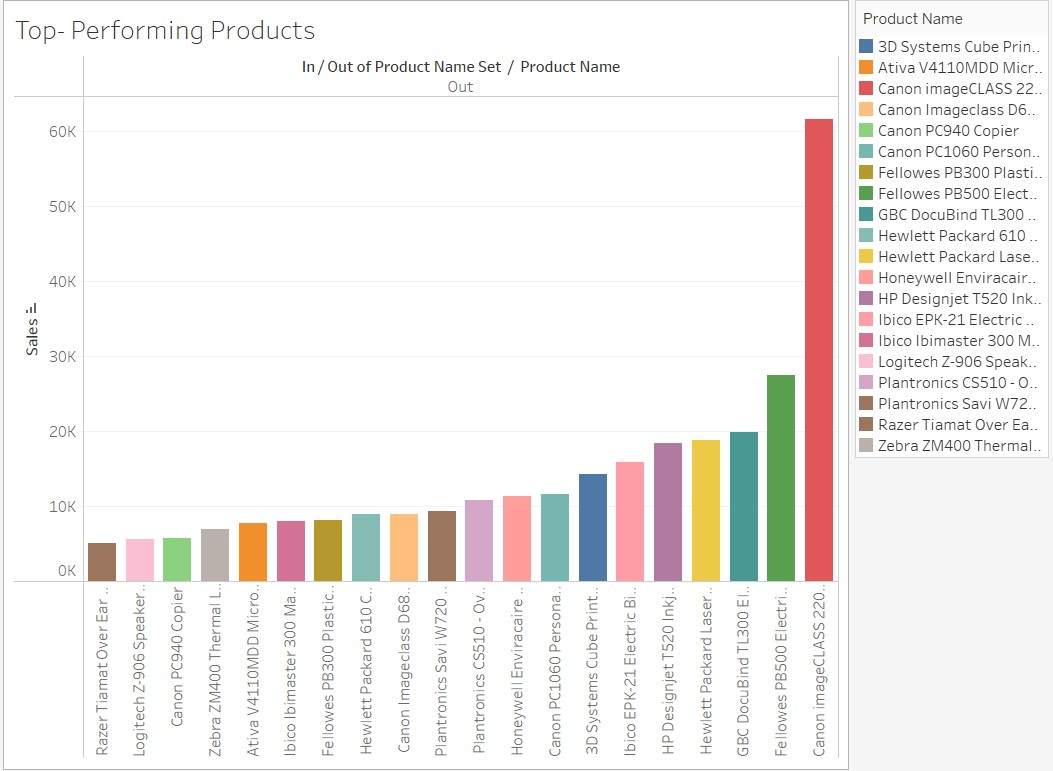 Top- Performing Products
In / Out of Product Name Set / Product Name
Out
60K
50K
40K
30K
20K
10K
0K
Sales
Razer Tiamat Over Ear ..
Logitech Z-906 Speaker..
Canon PC940 Copier
Zebra ZM400 Thermal L..
Ativa V4110MDD Micro..
Ibico Ibimaster 300 Ma..
Fellowes PB300 Plastic..
Hewlett Packard 610 C..
Canon Imageclass D68..
Plantronics Savi W720 ..
Plantronics CS510 - Ov..
Honeywell Enviracaire ..
Canon PC1060 Persona..
3D Systems Cube Print..
Ibico EPK-21 Electric Bi..
HP Designjet T520 Inkj..
Hewlett Packard Laser..
GBC DocuBind TL300 El..
Fellowes PB500 Electri..
Canon imageCLASS 220..
Product Name
3D Systems Cube Prin..
Ativa V4110MDD Micr..
Canon imageCLASS 22..
Canon Imageclass D6..
Canon PC940 Copier
Canon PC1060 Person..
Fellowes PB300 Plasti..
Fellowes PB500 Elect..
GBC DocuBind TL300 ..
Hewlett Packard 610 ..
Hewlett Packard Lase..
Honeywell Enviracair..
HP Designjet T520 Ink..
Ibico EPK-21 Electric ..
Ibico Ibimaster 300 M..
Logitech Z-906 Speak..
Plantronics CS510 - O..
Plantronics Savi W72..
Razer Tiamat Over Ea..
Zebra ZM400 Thermal..